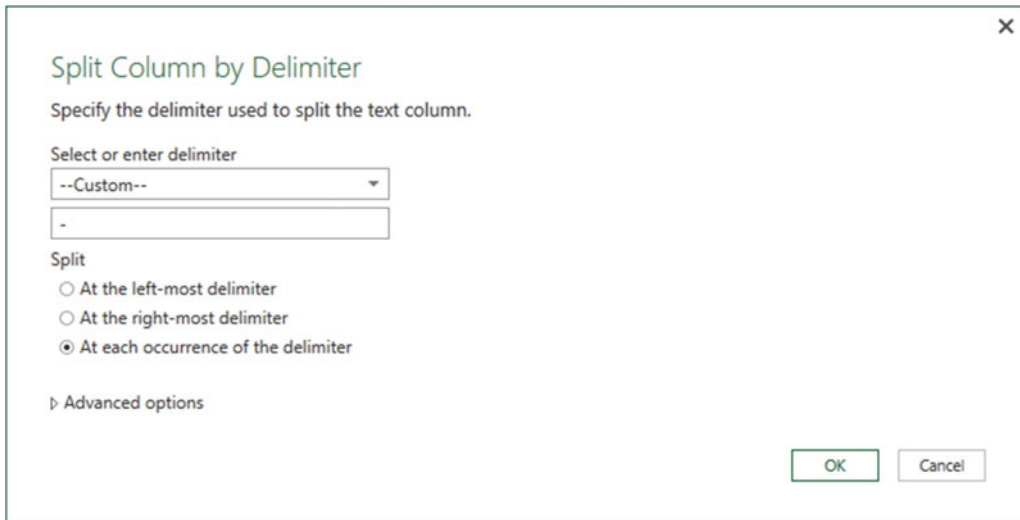 Split Column by Delimiter
Specify the delimiter used to split the text column.
Select or enter delimiter
--Custom--
-
Split
At the left-most delimiter
At the right-most delimiter
At each occurrence of the delimiter
Advanced options
OK
Cancel